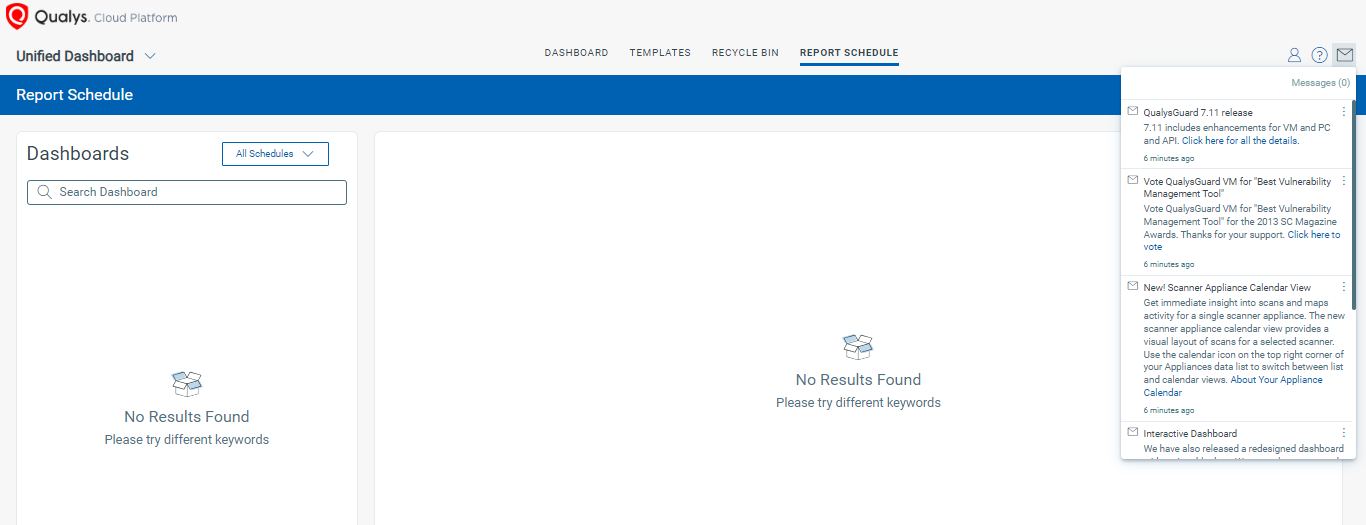 Qualys. Cloud Platform
Unified Dashboard
DASHBOARD TEMPLATES RECYCLE BIN REPORT SCHEDULE
Report Schedule
Dashboards
All Schedules
Search Dashboard
No Results Found
Please try different keywords
No Results Found
Please try different keywords
Messages (0)
QualysGuard 7.11 release
7.11 includes enhancements for VM and PC
and API. Click here for all the details.
6 minutes ago
Vote QualysGuard VM for "Best Vulnerability
Management Tool"
Vote QualysGuard VM for "Best Vulnerability
Management Tool" for the 2013 SC Magazine
Awards. Thanks for your support. Click here to
vote
6 minutes ago
New! Scanner Appliance Calendar View
Get immediate insight into scans and maps
activity for a single scanner appliance. The new
scanner appliance calendar view provides a
visual layout of scans for a selected scanner.
Use the calendar icon on the top right corner of
your Appliances data list to switch between list
and calendar views. About Your Appliance
Calendar
6 minutes ago
Interactive Dashboard
We have also released a redesigned dashboard